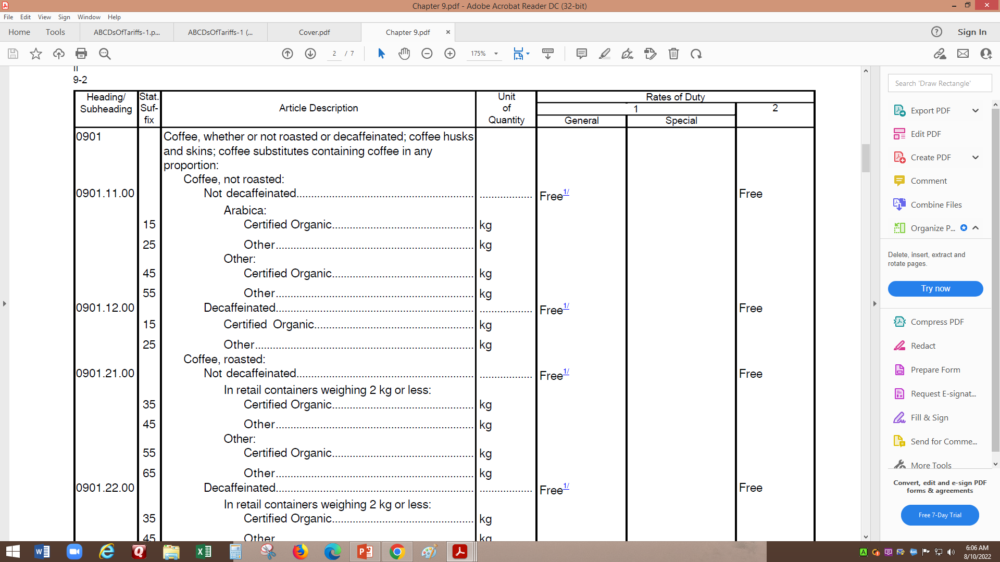 Chapter 9.pdf - Adobe Acrobat Reader DC (32-bit)
File Edit View Sign Window Help
Home Tools ABCDsOfTariffs-1.p... ABCDsOfTariffs-1 (... Cover.pdf Chapter 9.pdf × Sign In
2 / 7 175%
II
9-2
Heading/ Subheading
Stat. Suf- fix
Article Description
Unit of Quantity
Rates of Duty
1 2
General Special
0901 Coffee, whether or not roasted or decaffeinated; coffee husks
and skins; coffee substitutes containing coffee in any
proportion:
Coffee, not roasted:
0901.11.00 Not decaffeinated.............................. .................. Free1/ Free
Arabica:
15 Certified Organic.............................. kg
25 Other.............................. kg
Other:
45 Certified Organic.............................. kg
55 Other.............................. kg
0901.12.00 Decaffeinated.............................. .................. Free1/ Free
15 Certified Organic.............................. kg
25 Other.............................. kg
Coffee, roasted:
0901.21.00 Not decaffeinated.............................. .................. Free1/ Free
In retail containers weighing 2 kg or less:
35 Certified Organic.............................. kg
45 Other.............................. kg
Other:
55 Certified Organic.............................. kg
65 Other.............................. kg
0901.22.00 Decaffeinated.............................. .................. Free1/ Free
In retail containers weighing 2 kg or less:
35 Certified Organic.............................. kg
45 Other.............................. kg
Search 'Draw Rectangle'
Export PDF
Edit PDF
Create PDF
Comment
Combine Files
Organize P...
Delete, insert, extract and
rotate pages.
Try now
Compress PDF
Redact
Prepare Form
Request E-signat...
Fill & Sign
Send for Comme...
More Tools
Convert, edit and e-sign PDF
forms & agreements
Free 7-Day Trial
6:06 AM
8/10/2022